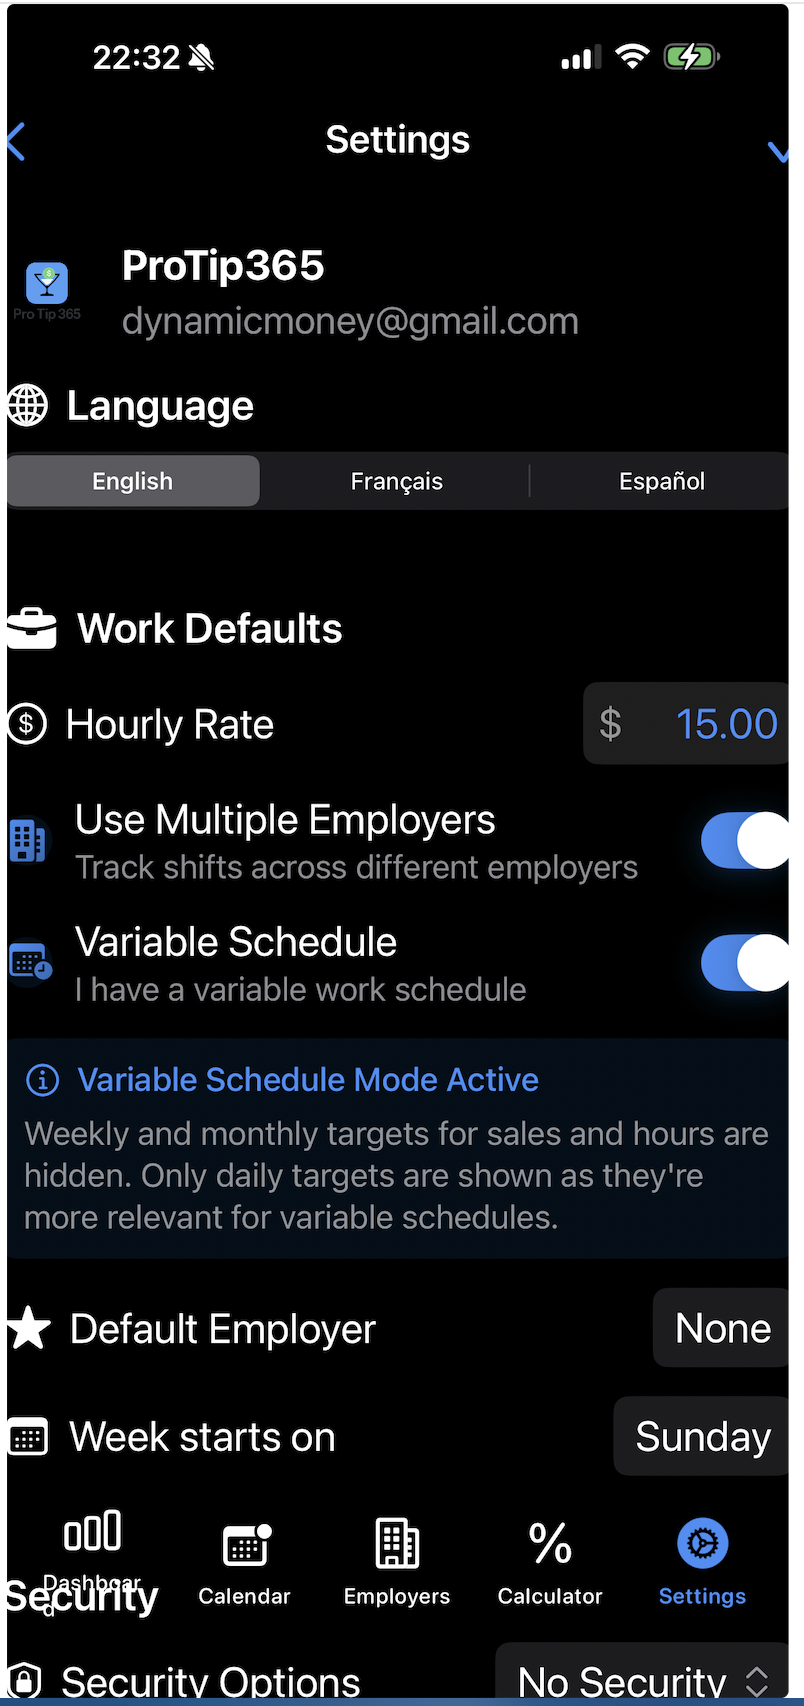 22:32
Settings
ProTip365
Pro Tip 365
dynamicmoney@gmail.com
Language
English
Français
Español
Work Defaults
Hourly Rate
$ 15.00
Use Multiple Employers
Track shifts across different employers
Variable Schedule
I have a variable work schedule
Variable Schedule Mode Active
Weekly and monthly targets for sales and hours are
hidden. Only daily targets are shown as they're
more relevant for variable schedules.
Default Employer
None
Week starts on
Sunday
Dashboar
d
Calendar
Employers
%
Calculator
Settings
Security
Security Options
No Security